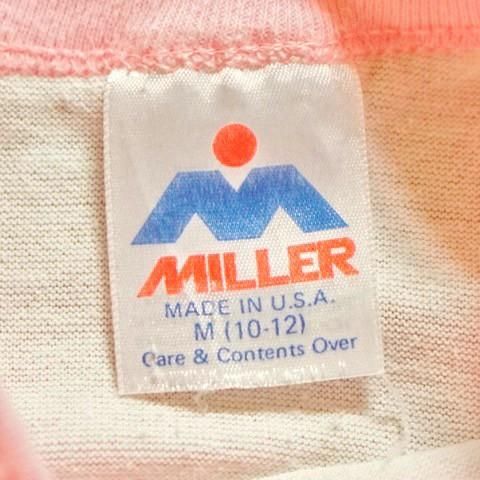 MILLER
MADE IN U.S.A.
M (10-12)
Care & Contents Over